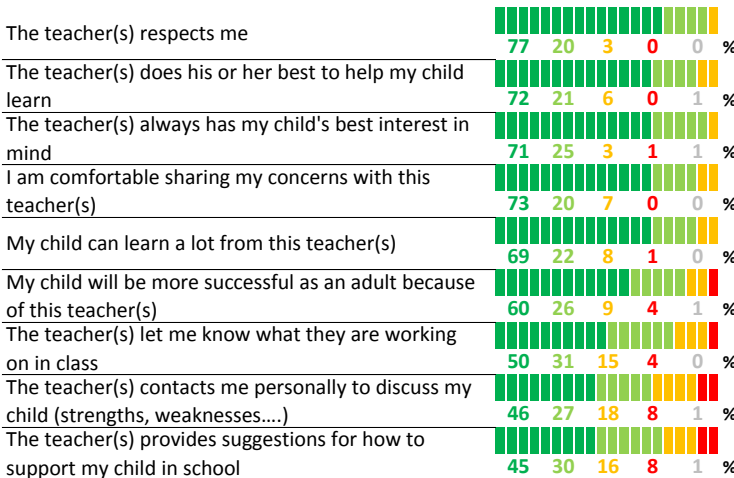 The teacher(s) respects me
77 20 3 0 0 %
The teacher(s) does his or her best to help my child
learn
72 21 6 0 1 %
The teacher(s) always has my child's best interest in
mind
71 25 3 1 1 %
I am comfortable sharing my concerns with this
teacher(s)
73 20 7 0 0 %
My child can learn a lot from this teacher(s)
69 22 8 1 0 %
My child will be more successful as an adult because
of this teacher(s)
60 26 9 4 1 %
The teacher(s) let me know what they are working
on in class
50 31 15 4 0 %
The teacher(s) contacts me personally to discuss my
child (strengths, weaknesses....)
46 27 18 8 1 %
The teacher(s) provides suggestions for how to
support my child in school
45 30 16 8 1 %